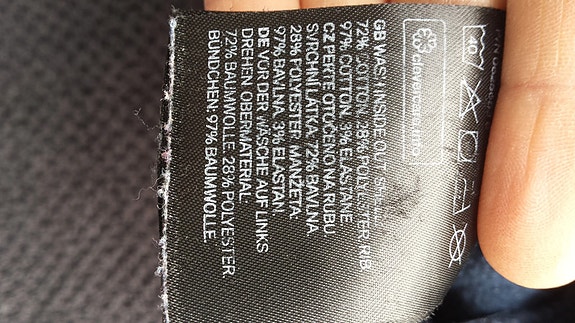 40
clevercare.info
GB WASH INSIDE OUT
72% COTTON. 28% POLYESTER RIB
97% COTTON. 3% ELASTANE.
CZ PERTE OTOČENO NA RUBU.
SVRCHNÍ LÁTKA. 72% BAVLNA.
28% POLYESTER. MANŽETA
97% BAVLNA. 3% ELASTAN.
DE VOR DER WÄSCHE AUF LINKS
DREHEN. OBERMATERIAL:
72% BAUMWOLLE. 28% POLYESTER.
BÜNDCHEN: 97% BAUMWOLLE.